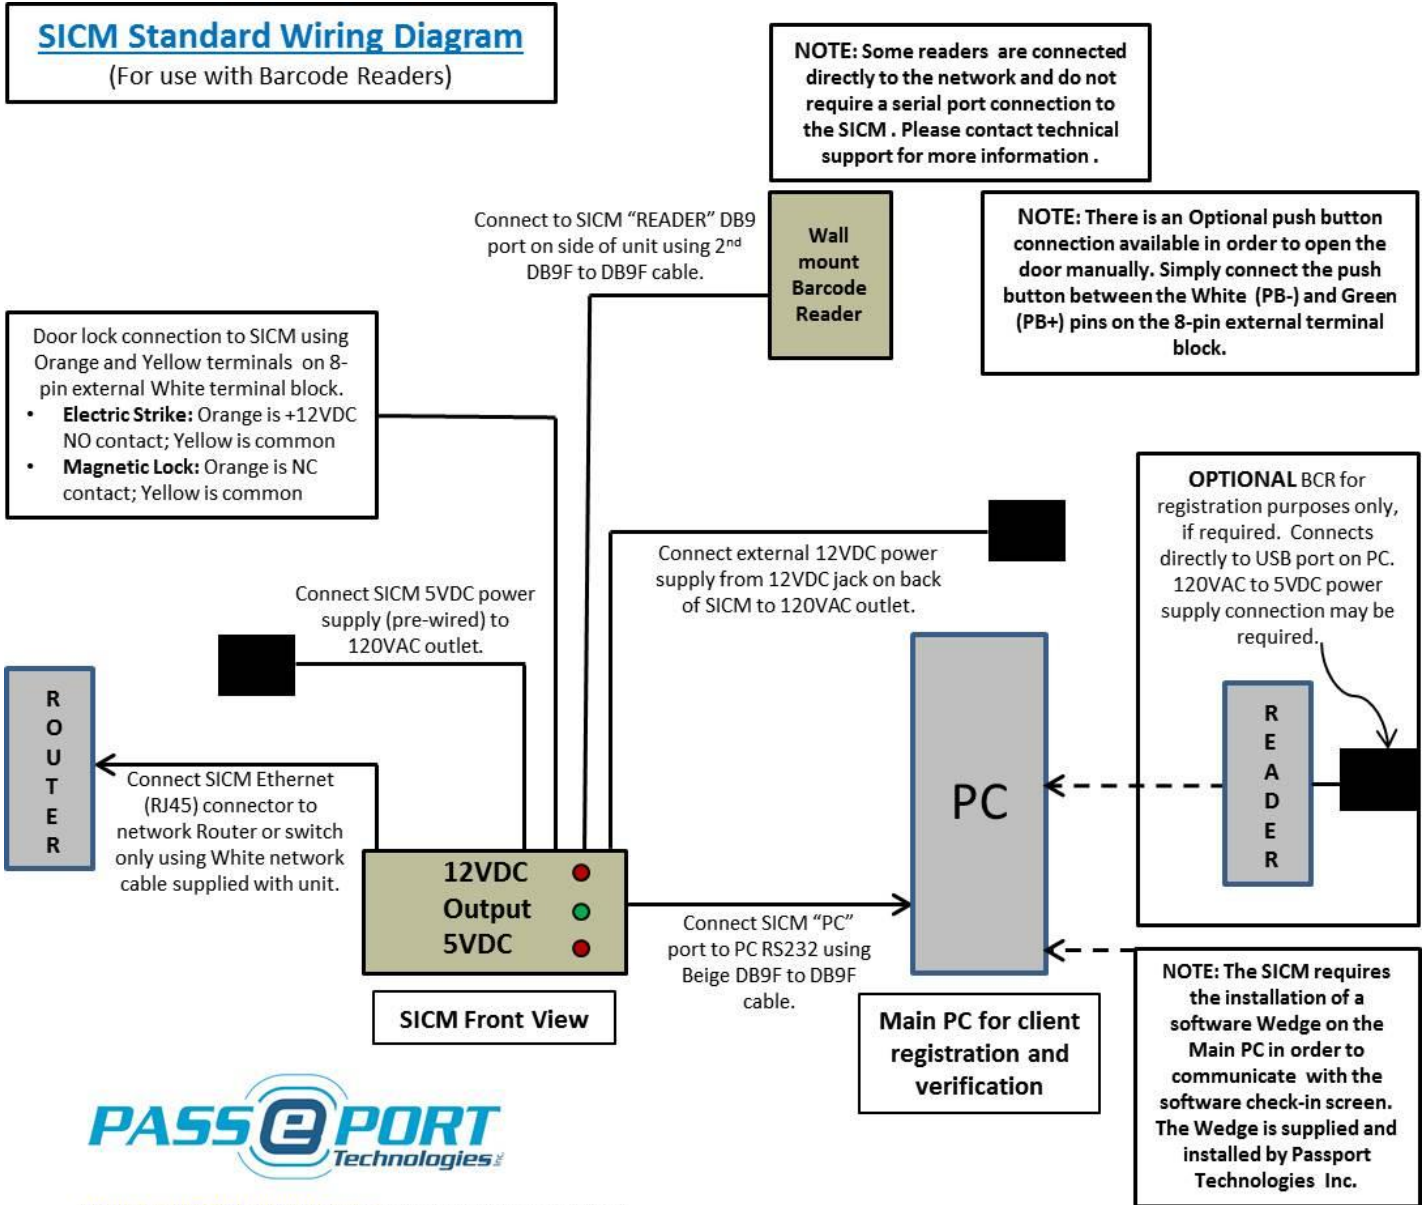 SICM Standard Wiring Diagram
(For use with Barcode Readers)
NOTE: Some readers are connected
directly to the network and do not
require a serial port connection to
the SICM . Please contact technical
support for more information .
Connect to SICM “READER” DB9
port on side of unit using 2nd
DB9F to DB9F cable.
Wall
mount
Barcode
Reader
NOTE: There is an Optional push button
connection available in order to open the
door manually. Simply connect the push
button between the White (PB-) and Green
(PB+) pins on the 8-pin external terminal
block.
Door lock connection to SICM using
Orange and Yellow terminals on 8-
pin external White terminal block.
• Electric Strike: Orange is +12VDC
NO contact; Yellow is common
• Magnetic Lock: Orange is NC
contact; Yellow is common
OPTIONAL BCR for
registration purposes only,
if required. Connects
directly to USB port on PC.
120VAC to 5VDC power
supply connection may be
required.
Connect external 12VDC power
supply from 12VDC jack on back
of SICM to 120VAC outlet.
Connect SICM 5VDC power
supply (pre-wired) to
120VAC outlet.
ROUTER
Connect SICM Ethernet
(RJ45) connector to
network Router or switch
only using White network
cable supplied with unit.
PC
READER
12VDC
Output
5VDC
Connect SICM “PC”
port to PC RS232 using
Beige DB9F to DB9F
cable.
SICM Front View
Main PC for client
registration and
verification
NOTE: The SICM requires
the installation of a
software Wedge on the
Main PC in order to
communicate with the
software check-in screen.
The Wedge is supplied and
installed by Passport
Technologies Inc.
PASSePORT
Technologies Inc.